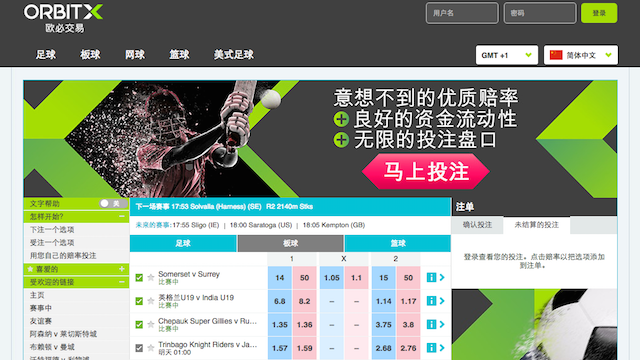 ORBITX
欧必交易
用户名
密码
登录
足球
板球
网球
篮球
美式足球
GMT +1
简体中文
意想不到的优质赔率
+ 良好的资金流动性
+ 无限的投注盘口
马上投注
文字帮助
关
怎样开始?
下注一个选项
受注一个选项
用您自己的赔率投注
喜爱的
受欢迎的链接
主页
赛事中
友谊赛
阿森纳 v 莱切斯特城
布赖顿 v 曼城
下一场赛事 17:53 Solvalla (Harness) (SE) R2 2140m Stks
未来的赛事: 17:55 Sligo (IE) | 18:00 Saratoga (US) | 18:05 Kempton (GB)
足球
板球
篮球
1
X
2
Somerset v Surrey
比赛中
14 50 1.05 1.1 15 50
英格兰U19 v India U19
比赛中
6.8 8.2 – – 1.14 1.17
Chepauk Super Gillies v Ru...
比赛中
1.35 1.36 – – 3.75 3.8
Trinbago Knight Riders v Ja...
明天 01:00
1.57 1.59 – – 2.68 2.76
注单
确认投注
未结算的投注
登录查看您的投注。点击赔率以把选项添加
到注单。